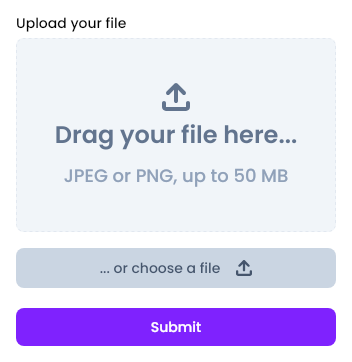 Upload your file
Drag your file here...
JPEG or PNG, up to 50 MB
... or choose a file
Submit